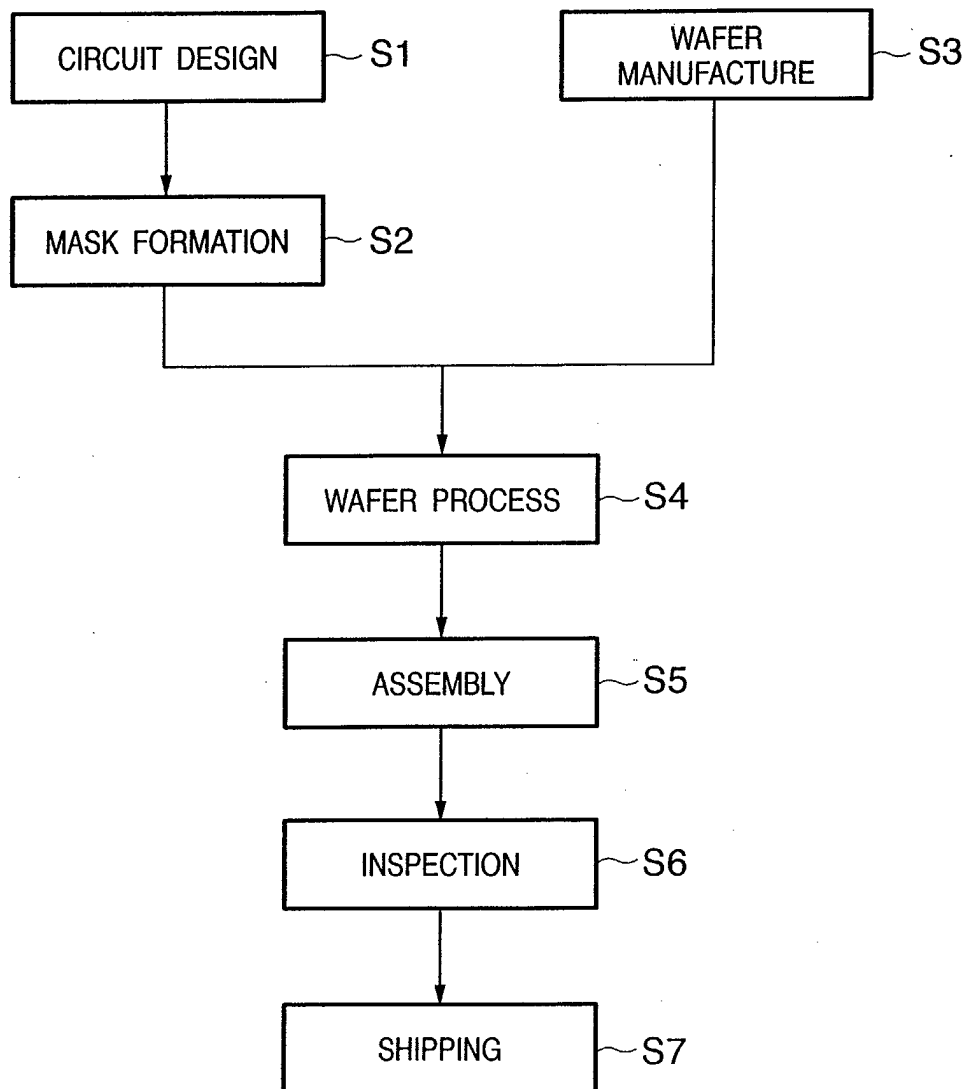 CIRCUIT DESIGN
S1
WAFER
MANUFACTURE
S3
MASK FORMATION
S2
WAFER PROCESS
S4
ASSEMBLY
S5
INSPECTION
S6
SHIPPING
S7